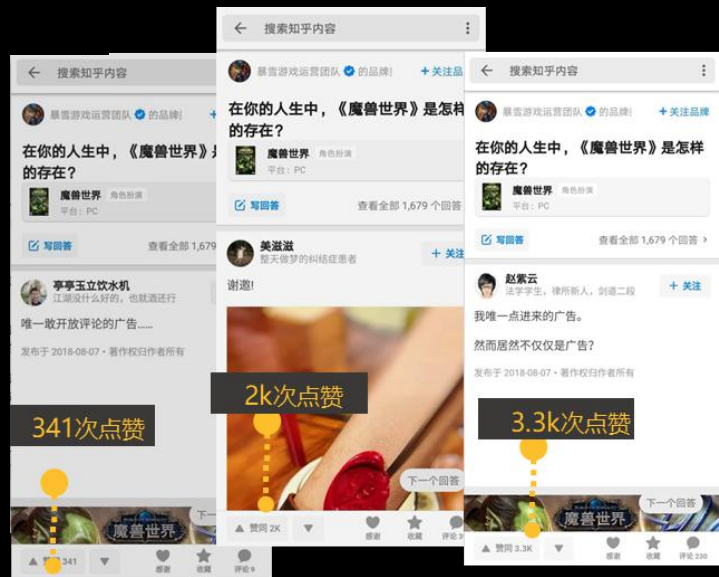 搜索知乎内容
暴雪游戏运营团队 的品牌
在你的人生中，《魔兽世界》
的存在？
魔兽世界 角色扮演
平台：PC
写回答 查看全部 1,679
亭亭玉立饮水机
江湖没什么好的，也就酒还行
唯一敢开放评论的广告......
发布于 2018-08-07・著作权归作者所有
341次点赞
下一
魔兽世界
赞同 341
感谢 收藏 评论 9
搜索知乎内容
暴雪游戏运营团队 的品牌 + 关注品
在你的人生中，《魔兽世界》是怎样
的存在？
魔兽世界 角色扮演
平台：PC
写回答 查看全部 1,679 个回答
美滋滋
整天做梦的纠结症患者
+ 关注
谢邀!
2k次点赞
下一个回答
赞同 2K
感谢 收藏 评论
搜索知乎内容
暴雪游戏运营团队 的品牌 + 关注品牌
在你的人生中，《魔兽世界》是怎样
的存在？
魔兽世界 角色扮演
平台：PC
写回答 查看全部 1,679 个回答 >
赵紫云
法学学生，律所新人，剑道二段
+ 关注
我唯一点进来的广告。
然而居然不仅仅是广告？
发布于 2018-08-07・著作权归作者所有
3.3k次点赞
下一个回答
魔兽世界
赞同 3.3K
感谢 收藏 评论 230